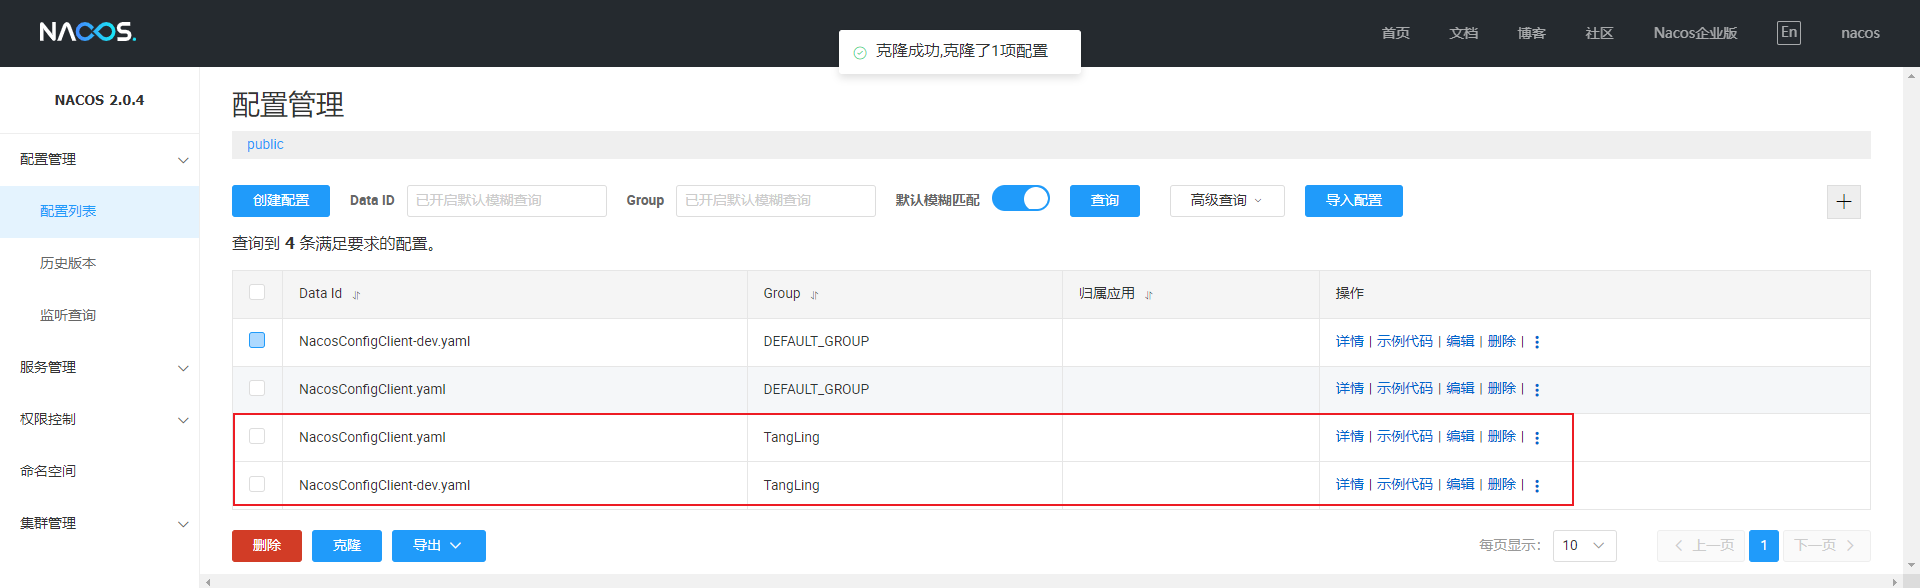 NACOS.
首页 文档 博客 社区 Nacos企业版 En nacos
克隆成功,克隆了1项配置
NACOS 2.0.4
配置管理
配置列表
历史版本
监听查询
服务管理
权限控制
命名空间
集群管理
配置管理
public
创建配置 Data ID 已开启默认模糊查询 Group 已开启默认模糊查询 默认模糊匹配 查询 高级查询 导入配置
查询到 4 条满足要求的配置。
Data Id Group 归属应用 操作
NacosConfigClient-dev.yaml DEFAULT_GROUP 详情 | 示例代码 | 编辑 | 删除 |
NacosConfigClient.yaml DEFAULT_GROUP 详情 | 示例代码 | 编辑 | 删除 |
NacosConfigClient.yaml TangLing 详情 | 示例代码 | 编辑 | 删除 |
NacosConfigClient-dev.yaml TangLing 详情 | 示例代码 | 编辑 | 删除 |
删除 克隆 导出 每页显示: 10 上一页 1 下一页